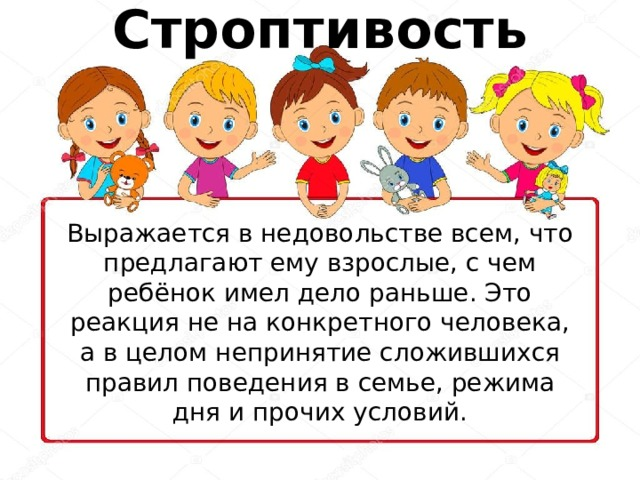 Строптивость
Выражается в недовольстве всем, что
предлагают ему взрослые, с чем
ребёнок имел дело раньше. Это
реакция не на конкретного человека,
а в целом непринятие сложившихся
правил поведения в семье, режима
дня и прочих условий.